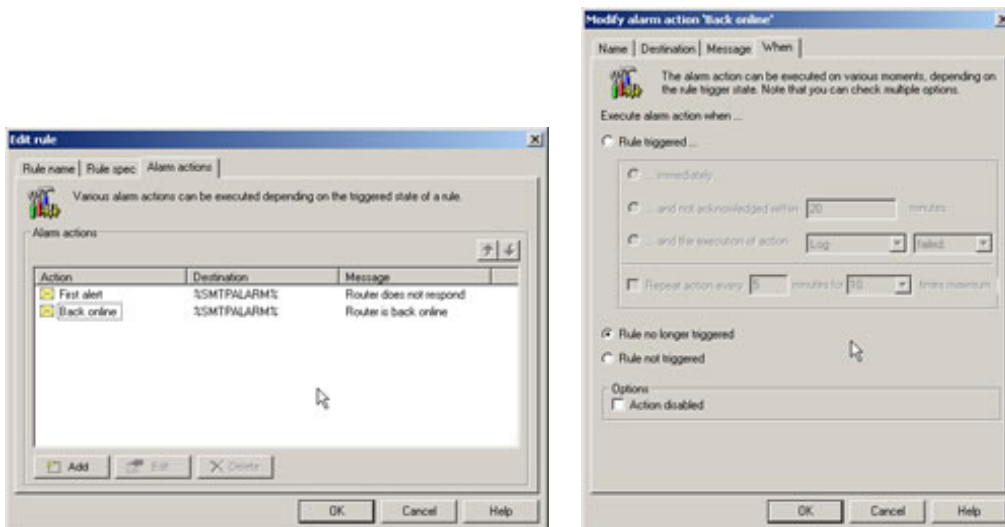 Edit rule
Rule name Rule spec Alarm actions
Various alarm actions can be executed depending on the triggered state of a rule.
Alarm actions
Action Destination Message
First alert %SMTPALARM% Router does not respond
Back online %SMTPALARM% Router is back online
Add Edit Delete
OK Cancel Help
Modify alarm action 'Back online'
Name Destination Message When
The alarm action can be executed on various moments, depending on
the rule trigger state. Note that you can check multiple options.
Execute alarm action when ...
Rule triggered ...
... immediately
... and not acknowledged within 20 minutes
... and the execution of action Log failed
Repeat action every 5 minutes for 10 times maximum
Rule no longer triggered
Rule not triggered
Options
Action disabled
OK Cancel Help